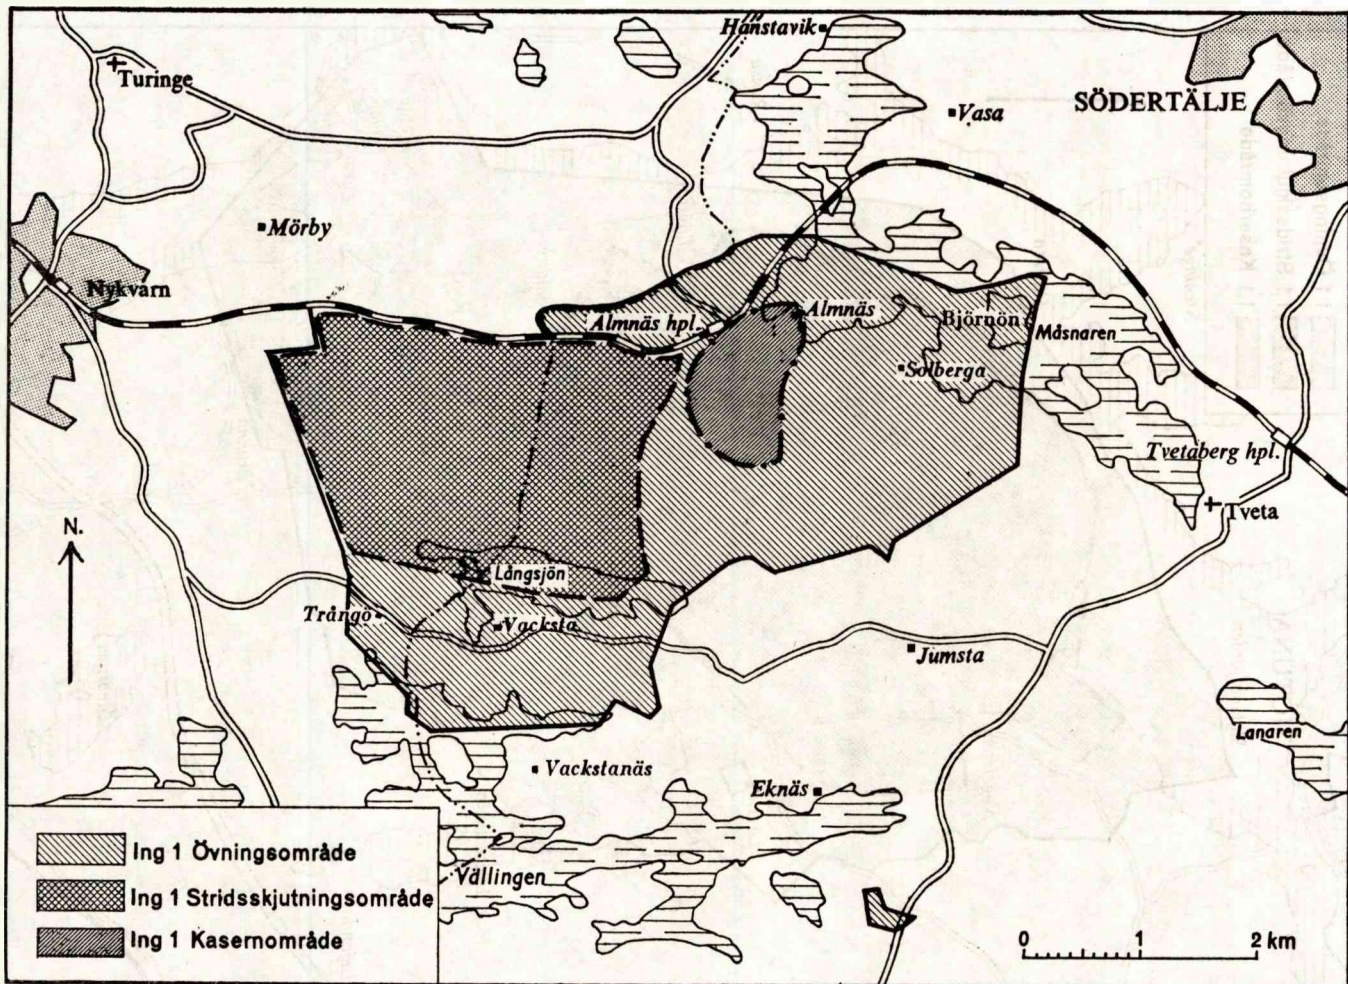 Hanstavik
Turinge
SÖDERTÄLJE
Vasa
Mörby
Nykvarn
Almnäs hpl.
Almnäs
Björnön
Måsnaren
Solberga
Tvetaberg hpl.
N.
Tveta
Långsjön
Trångö
Vacksta
Jumsta
Lanaren
Vackstanäs
Eknäs
Vällingen
Ing 1 Övningsområde
Ing 1 Stridsskjutningsområde
Ing 1 Kasernområde
0 1 2 km